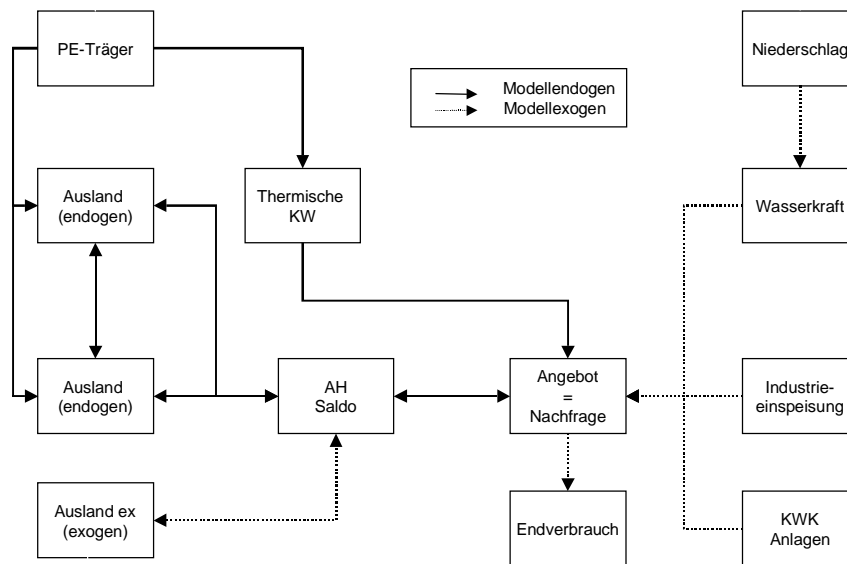 PE-Träger
Niederschlag
Modellendogen
Modellexogen
Ausland
(endogen)
Thermische
KW
Wasserkraft
Ausland
(endogen)
AH
Saldo
Angebot
=
Nachfrage
Industrie-
einspeisung
Ausland ex
(exogen)
Endverbrauch
KWK
Anlagen